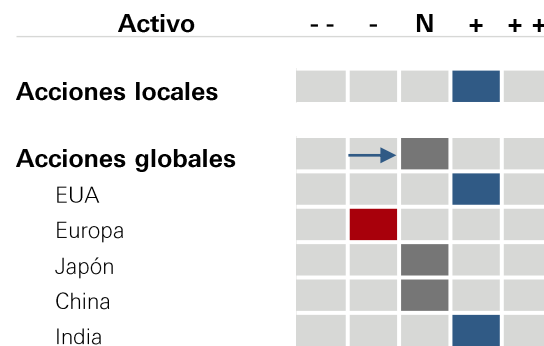 Activo -- - N + ++
Acciones locales
Acciones globales
EUA
Europa
Japón
China
India